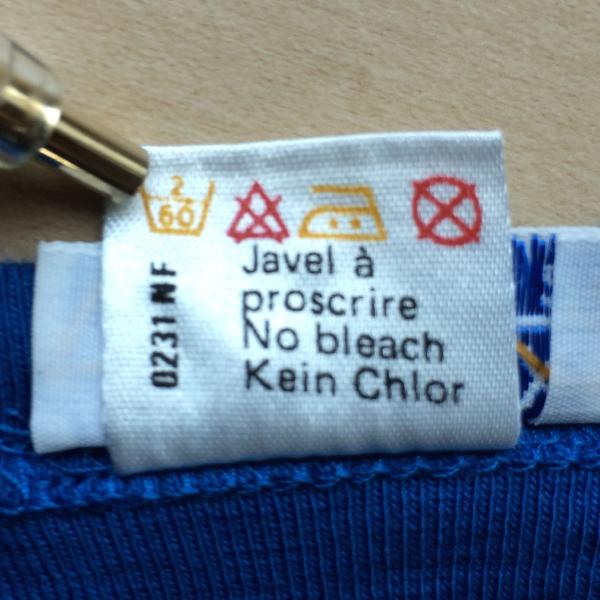 2
60
Javel à
proscrire
No bleach
Kein Chlor
0231 NF